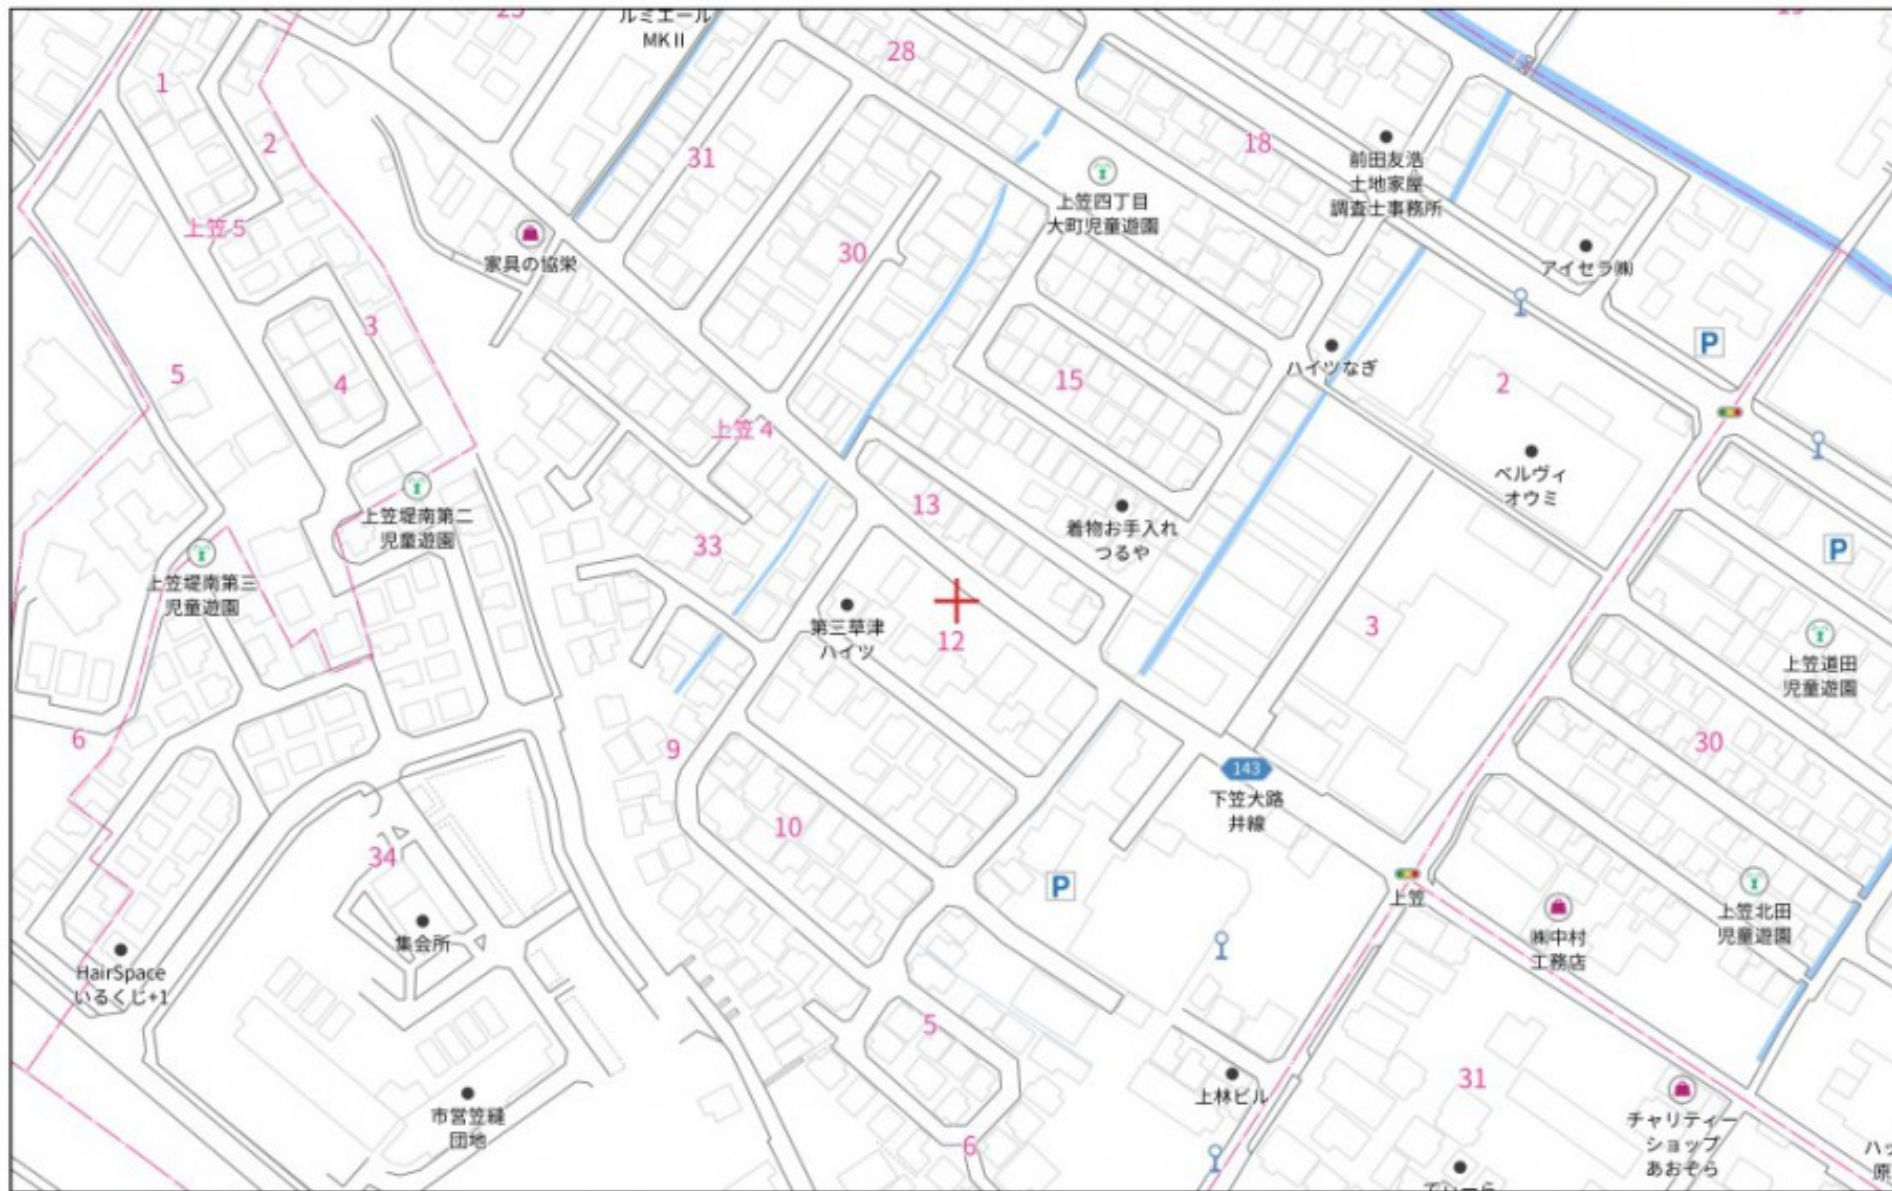 ルミエール
MKⅡ
28
1
2
31
18
前田友浩
土地家屋
調査士事務所
上笠四丁目
大町児童遊園
上笠5
家具の協栄
30
アイセラ㈱
3
5
4
15
ハイツなぎ
2
P
上笠4
ベルヴィ
オウミ
上笠堤南第二
児童遊園
13
着物お手入れ
つるや
33
P
上笠堤南第三
児童遊園
第三草津
ハイツ
12
3
上笠道田
児童遊園
6
9
30
143
下笠大路
井線
10
34
P
上笠
集会所
㈱中村
工務店
上笠北田
児童遊園
HairSpace
いるくじ+1
5
31
上林ビル
市営笠縫
団地
チャリティー
ショップ
あおぞら
6